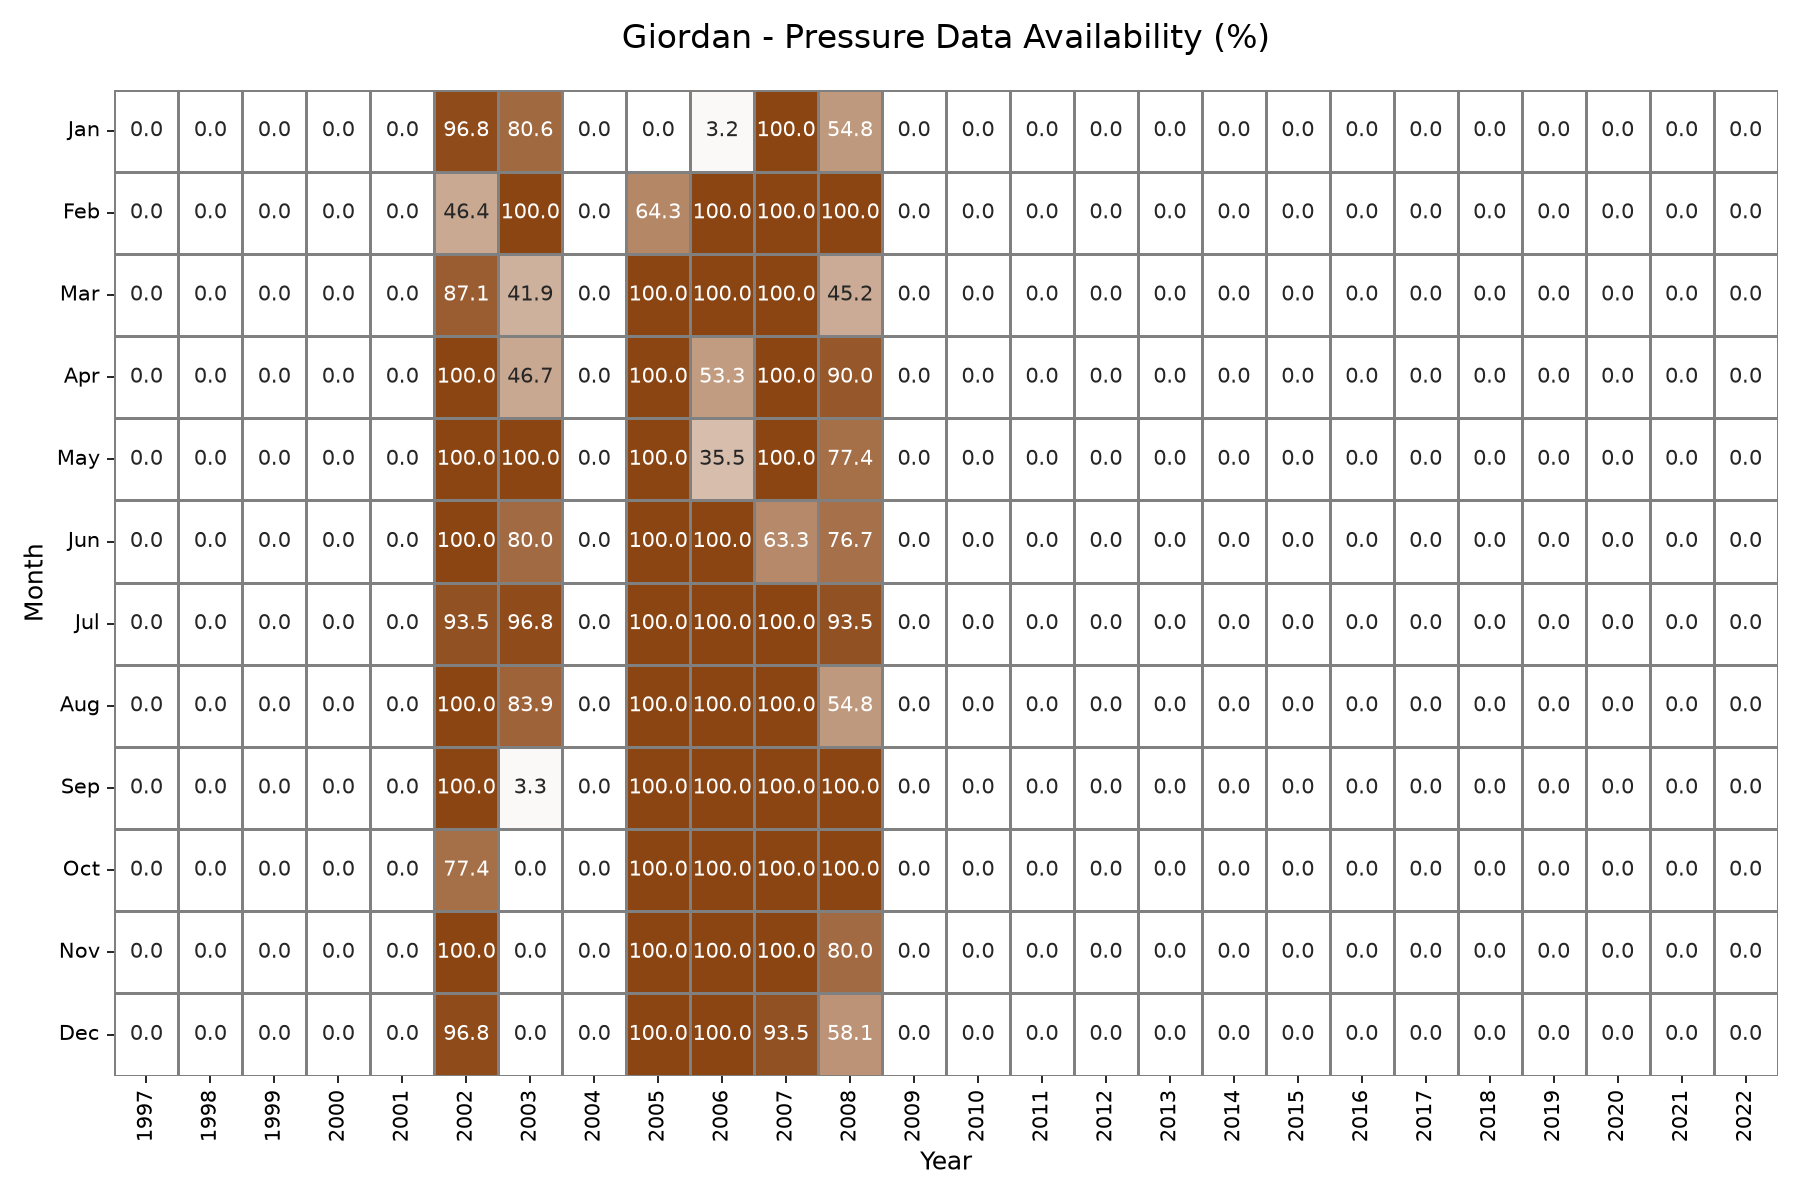 Giordan - Pressure Data Availability (%)
Jan 0.0 0.0 0.0 0.0 0.0 96.8 80.6 0.0 0.0 3.2 100.0 54.8 0.0 0.0 0.0 0.0 0.0 0.0 0.0 0.0 0.0 0.0 0.0 0.0 0.0 0.0
Feb 0.0 0.0 0.0 0.0 0.0 46.4 100.0 0.0 64.3 100.0 100.0 100.0 0.0 0.0 0.0 0.0 0.0 0.0 0.0 0.0 0.0 0.0 0.0 0.0 0.0 0.0
Mar 0.0 0.0 0.0 0.0 0.0 87.1 41.9 0.0 100.0 100.0 100.0 45.2 0.0 0.0 0.0 0.0 0.0 0.0 0.0 0.0 0.0 0.0 0.0 0.0 0.0 0.0
Apr 0.0 0.0 0.0 0.0 0.0 100.0 46.7 0.0 100.0 53.3 100.0 90.0 0.0 0.0 0.0 0.0 0.0 0.0 0.0 0.0 0.0 0.0 0.0 0.0 0.0 0.0
May 0.0 0.0 0.0 0.0 0.0 100.0 100.0 0.0 100.0 35.5 100.0 77.4 0.0 0.0 0.0 0.0 0.0 0.0 0.0 0.0 0.0 0.0 0.0 0.0 0.0 0.0
Jun 0.0 0.0 0.0 0.0 0.0 100.0 80.0 0.0 100.0 100.0 63.3 76.7 0.0 0.0 0.0 0.0 0.0 0.0 0.0 0.0 0.0 0.0 0.0 0.0 0.0 0.0
Jul 0.0 0.0 0.0 0.0 0.0 93.5 96.8 0.0 100.0 100.0 100.0 93.5 0.0 0.0 0.0 0.0 0.0 0.0 0.0 0.0 0.0 0.0 0.0 0.0 0.0 0.0
Aug 0.0 0.0 0.0 0.0 0.0 100.0 83.9 0.0 100.0 100.0 100.0 54.8 0.0 0.0 0.0 0.0 0.0 0.0 0.0 0.0 0.0 0.0 0.0 0.0 0.0 0.0
Sep 0.0 0.0 0.0 0.0 0.0 100.0 3.3 0.0 100.0 100.0 100.0 100.0 0.0 0.0 0.0 0.0 0.0 0.0 0.0 0.0 0.0 0.0 0.0 0.0 0.0 0.0
Oct 0.0 0.0 0.0 0.0 0.0 77.4 0.0 0.0 100.0 100.0 100.0 100.0 0.0 0.0 0.0 0.0 0.0 0.0 0.0 0.0 0.0 0.0 0.0 0.0 0.0 0.0
Nov 0.0 0.0 0.0 0.0 0.0 100.0 0.0 0.0 100.0 100.0 100.0 80.0 0.0 0.0 0.0 0.0 0.0 0.0 0.0 0.0 0.0 0.0 0.0 0.0 0.0 0.0
Dec 0.0 0.0 0.0 0.0 0.0 96.8 0.0 0.0 100.0 100.0 93.5 58.1 0.0 0.0 0.0 0.0 0.0 0.0 0.0 0.0 0.0 0.0 0.0 0.0 0.0 0.0
Month
1997 1998 1999 2000 2001 2002 2003 2004 2005 2006 2007 2008 2009 2010 2011 2012 2013 2014 2015 2016 2017 2018 2019 2020 2021 2022
Year